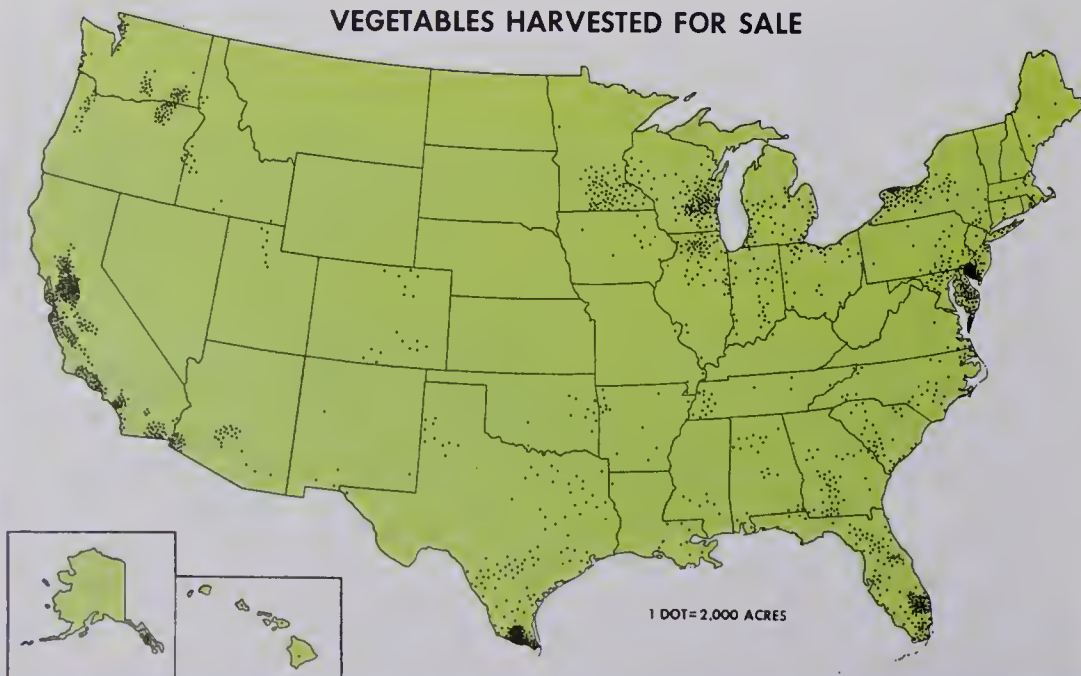 VEGETABLES HARVESTED FOR SALE
1 DOT=2,000 ACRES